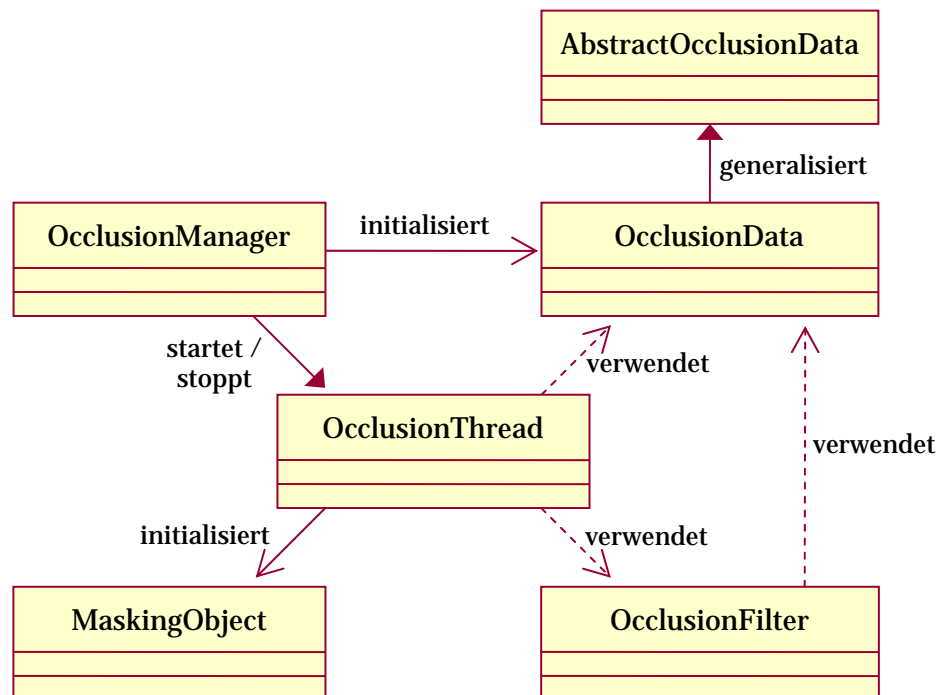 AbstractOcclusionData
generalisiert
OcclusionManager
initialisiert
OcclusionData
startet /
stoppt
verwendet
OcclusionThread
verwendet
initialisiert
verwendet
MaskingObject
OcclusionFilter